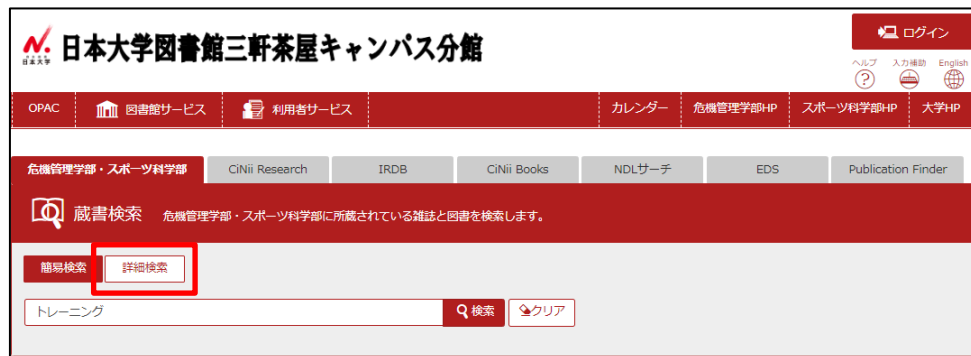 日本大学 日本大学図書館三軒茶屋キャンパス分館
ログイン
ヘルプ 入力補助 English
OPAC 図書館サービス 利用者サービス カレンダー 危機管理学部HP スポーツ科学部HP 大学HP
危機管理学部・スポーツ科学部 CiNii Research IRDB CiNii Books NDLサーチ EDS Publication Finder
蔵書検索 危機管理学部・スポーツ科学部に所蔵されている雑誌と図書を検索します。
簡易検索 詳細検索
トレーニング 検索 クリア